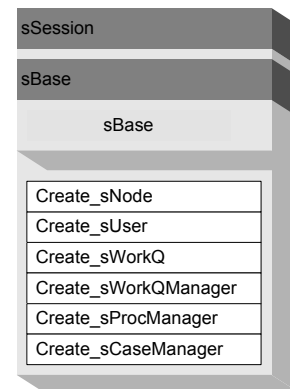 sSession
sBase
sBase
Create_sNode
Create_sUser
Create_sWorkQ
Create_sWorkQManager
Create_sProcManager
Create_sCaseManager